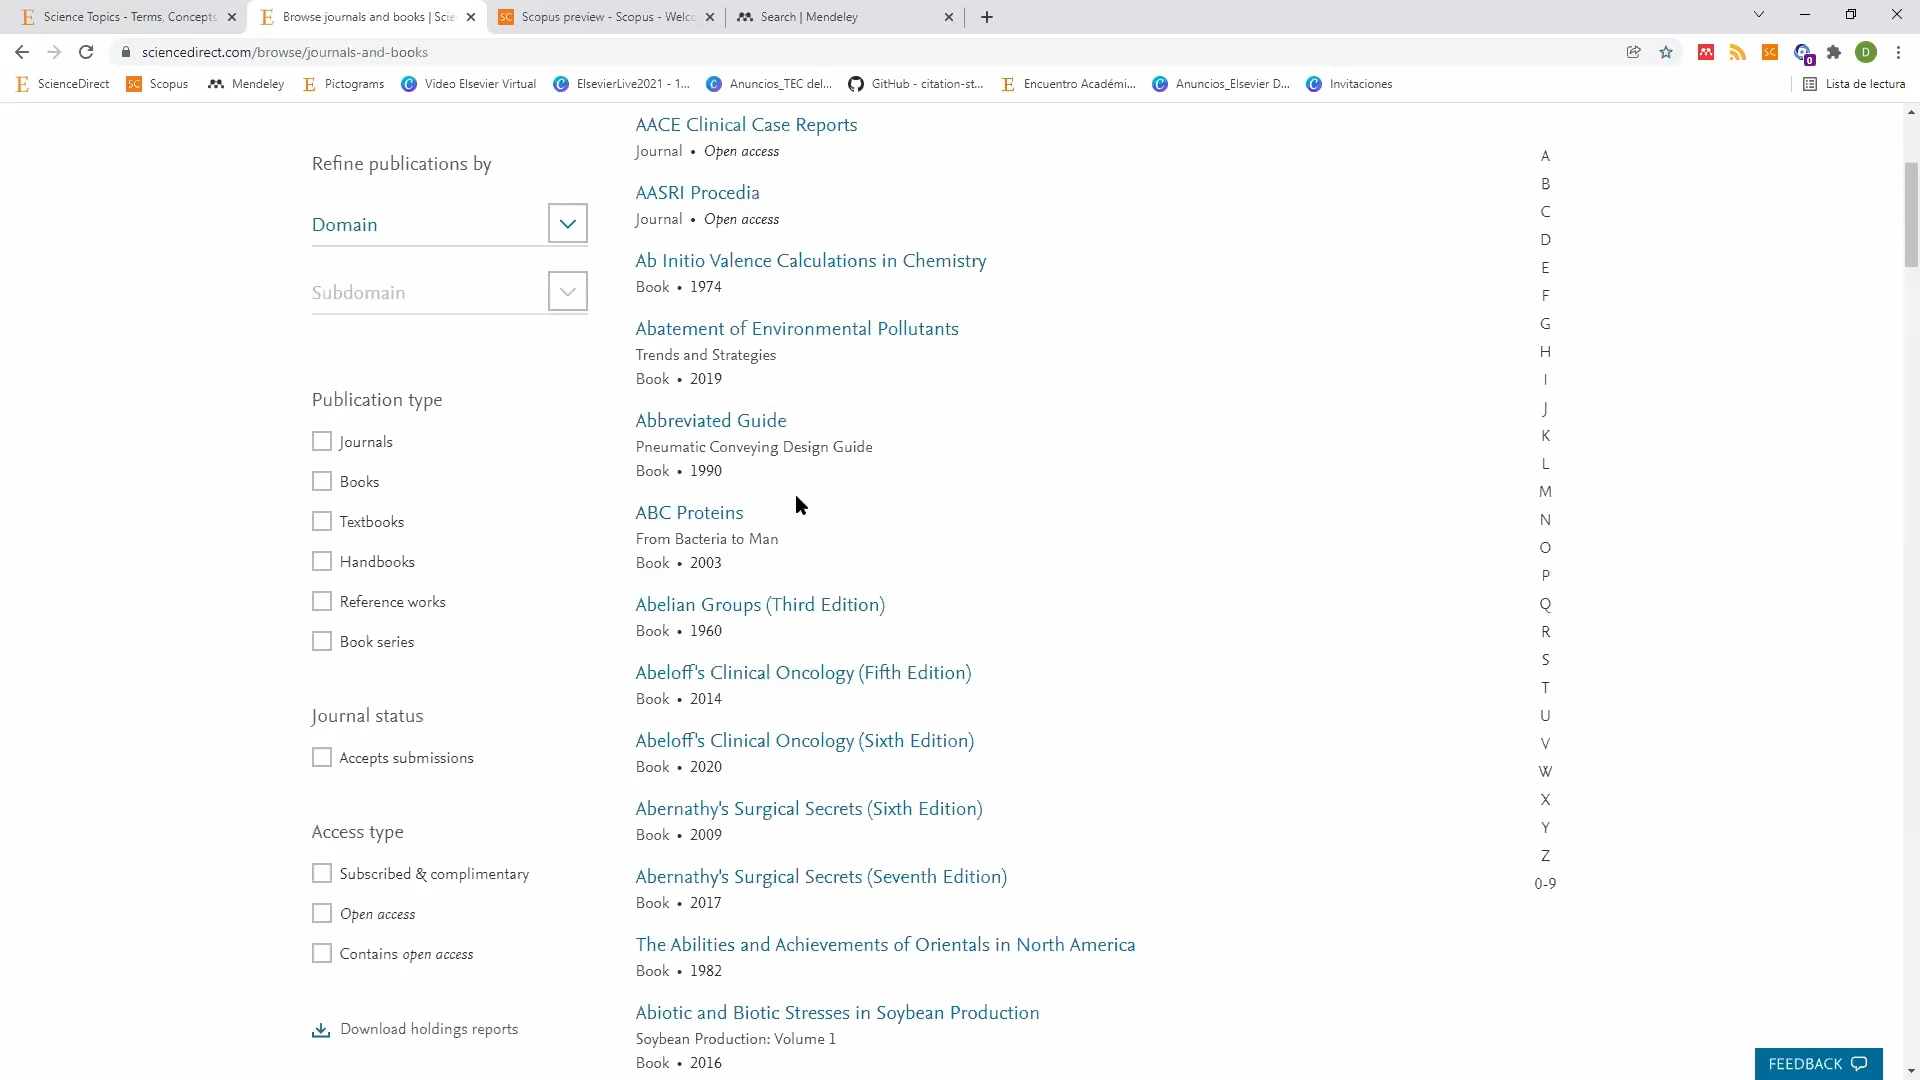 Science Topics - Terms, Concepts
Browse journals and books | Scie
Scopus preview - Scopus - Welco
Search | Mendeley
sciencedirect.com/browse/journals-and-books
ScienceDirect
Scopus
Mendeley
Pictograms
Video Elsevier Virtual
ElsevierLive2021 - 1...
Anuncios_TEC del...
GitHub - citation-st...
Encuentro Académi...
Anuncios_Elsevier D...
Invitaciones
Lista de lectura
Refine publications by
Domain
Subdomain
Publication type
Journals
Books
Textbooks
Handbooks
Reference works
Book series
Journal status
Accepts submissions
Access type
Subscribed & complimentary
Open access
Contains open access
Download holdings reports
AACE Clinical Case Reports
Journal • Open access
AASRI Procedia
Journal • Open access
Ab Initio Valence Calculations in Chemistry
Book • 1974
Abatement of Environmental Pollutants
Trends and Strategies
Book • 2019
Abbreviated Guide
Pneumatic Conveying Design Guide
Book • 1990
ABC Proteins
From Bacteria to Man
Book • 2003
Abelian Groups (Third Edition)
Book • 1960
Abeloff's Clinical Oncology (Fifth Edition)
Book • 2014
Abeloff's Clinical Oncology (Sixth Edition)
Book • 2020
Abernathy's Surgical Secrets (Sixth Edition)
Book • 2009
Abernathy's Surgical Secrets (Seventh Edition)
Book • 2017
The Abilities and Achievements of Orientals in North America
Book • 1982
Abiotic and Biotic Stresses in Soybean Production
Soybean Production: Volume 1
Book • 2016
A
B
C
D
E
F
G
H
I
J
K
L
M
N
O
P
Q
R
S
T
U
V
W
X
Y
Z
0-9
FEEDBACK